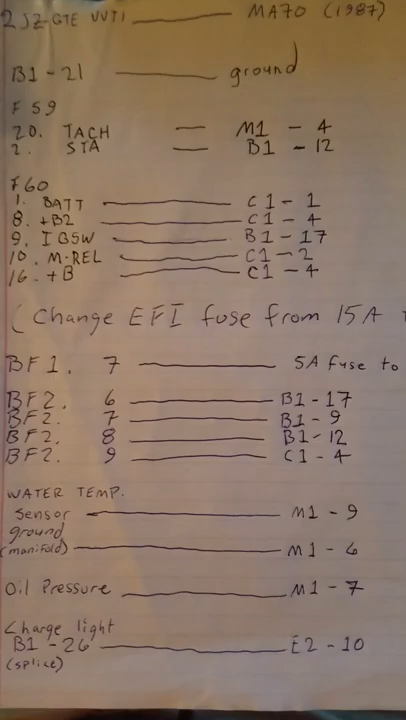 2JSZ-GTE VVTI MA70 (1987)
B1-21 ground
F59
20. TACH M1-4
2. STA B1-12
F60
1. BATT C1-1
8. +B2 C1-4
9. IGSW B1-17
10. M-REL C1-2
16. +B C1-4
(Change EFI fuse from 15A
BF1. 7 5A fuse to
BF2. 6 B1-17
BF2. 7 B1-9
BF2. 8 B1-12
BF2. 9 C1-4
WATER TEMP.
Sensor M1-9
ground
(manifold) M1-6
Oil Pressure M1-7
Charge light
B1-26 E2-10
(splice)